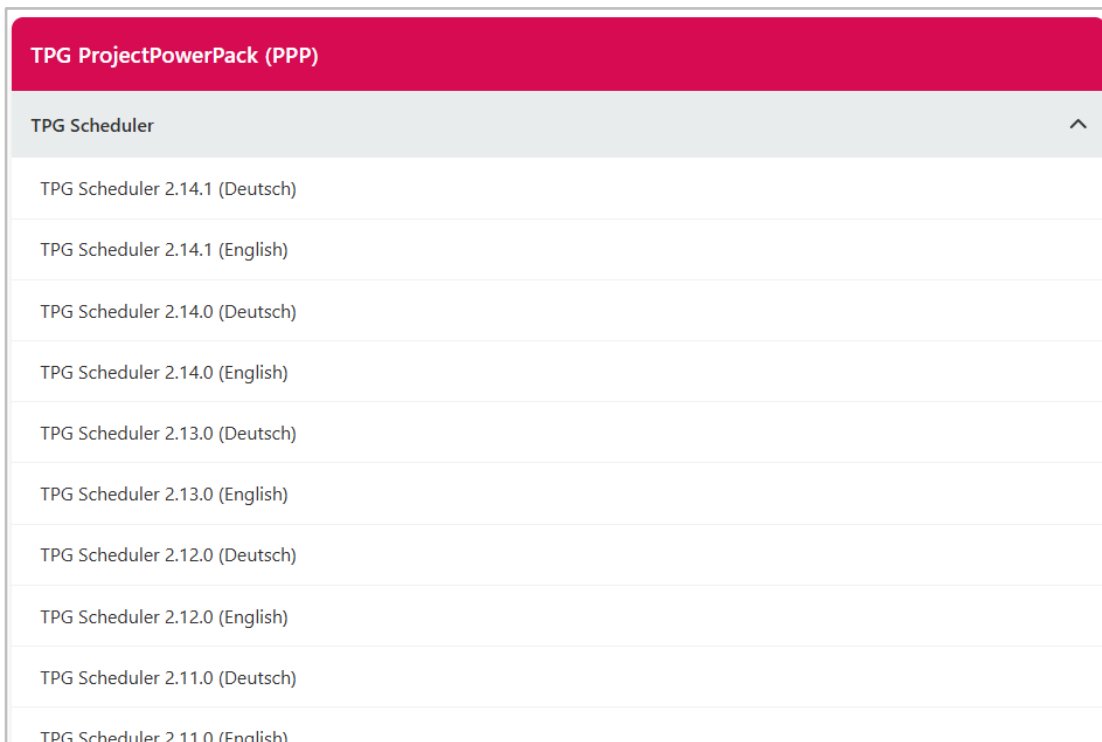 TPG ProjectPowerPack (PPP)
TPG Scheduler
TPG Scheduler 2.14.1 (Deutsch)
TPG Scheduler 2.14.1 (English)
TPG Scheduler 2.14.0 (Deutsch)
TPG Scheduler 2.14.0 (English)
TPG Scheduler 2.13.0 (Deutsch)
TPG Scheduler 2.13.0 (English)
TPG Scheduler 2.12.0 (Deutsch)
TPG Scheduler 2.12.0 (English)
TPG Scheduler 2.11.0 (Deutsch)
TPG Scheduler 2.11.0 (English)